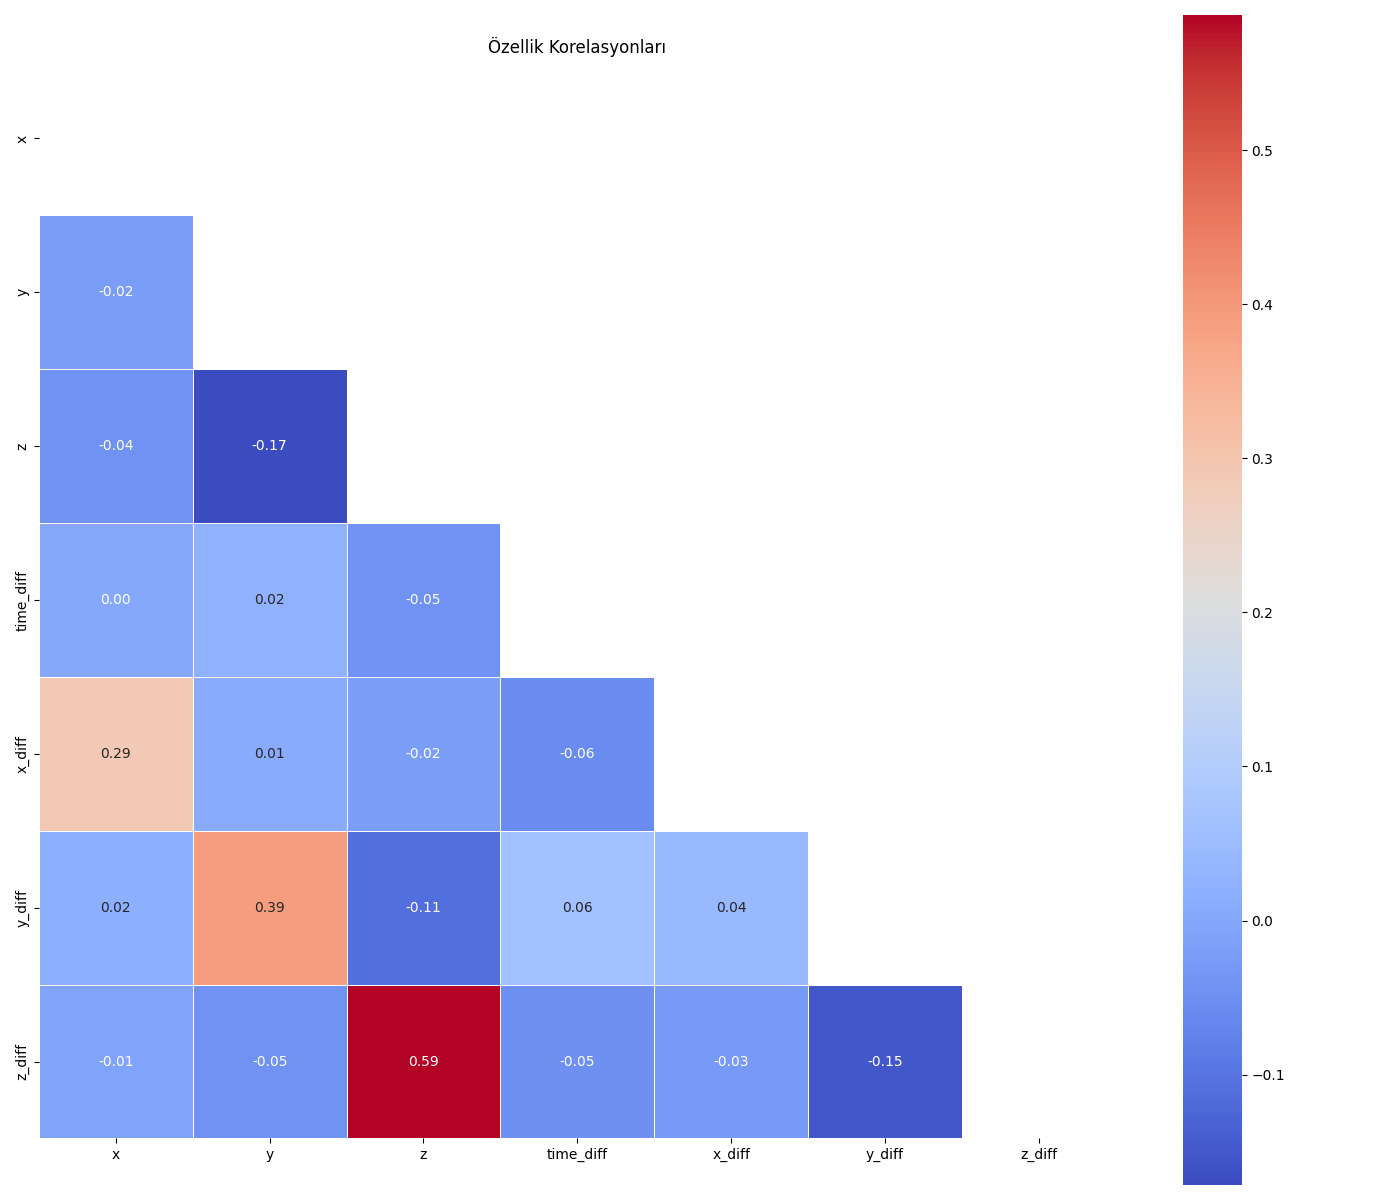 Özellik Korelasyonları
x
y
-0.02
z
-0.04 -0.17
time_diff
0.00 0.02 -0.05
x_diff
0.29 0.01 -0.02 -0.06
y_diff
0.02 0.39 -0.11 0.06 0.04
z_diff
-0.01 -0.05 0.59 -0.05 -0.03 -0.15
x y z time_diff x_diff y_diff z_diff
0.5
0.4
0.3
0.2
0.1
0.0
−0.1